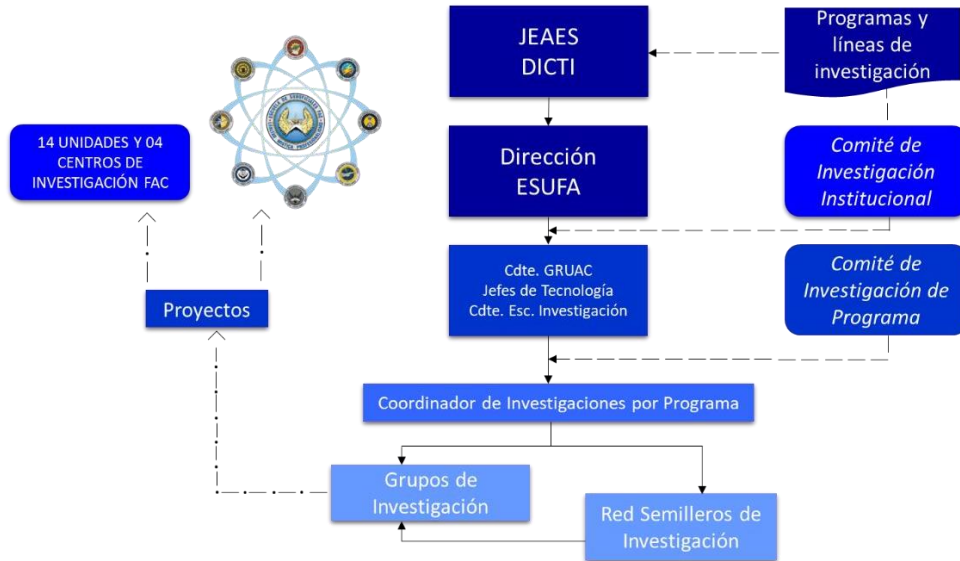 JEAES
DICTI
Programas y
líneas de
investigación
14 UNIDADES Y 04
CENTROS DE
INVESTIGACIÓN FAC
Dirección
ESUFA
Comité de
Investigación
Institucional
Proyectos
Cdte. GRUAC
Jefes de Tecnología
Cdte. Esc. Investigación
Comité de
Investigación de
Programa
Coordinador de Investigaciones por Programa
Grupos de
Investigación
Red Semilleros de
Investigación